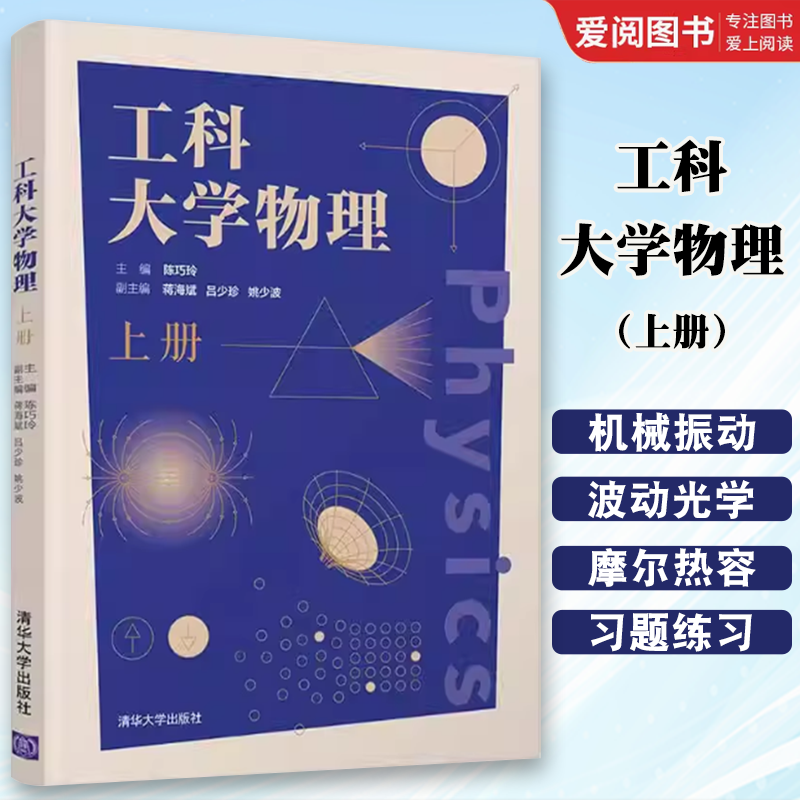 爱阅图书
专注图书
爱上阅读
工科
大学物理
主编 陈巧玲
副主编 蒋海斌 吕少珍 姚少波
上册
Physics
清华大学出版社
工科大学物理
上册
主编 陈巧玲
副主编 蒋海斌 吕少珍 姚少波
清华大学出版社
工科
大学物理
（上册）
机械振动
波动光学
摩尔热容
习题练习